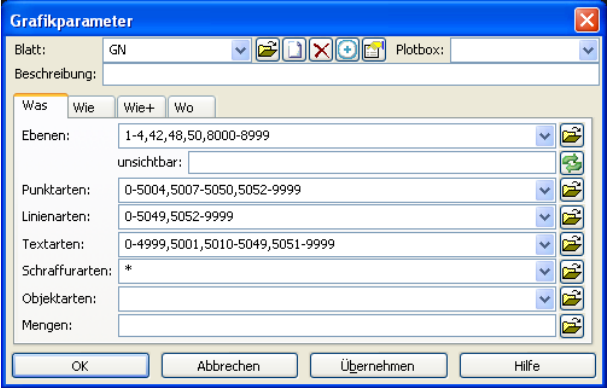 Grafikparameter
Blatt: GN Plotbox:
Beschreibung:
Was Wie Wie+ Wo
Ebenen: 1-4,42,48,50,8000-8999
unsichtbar:
Punktarten: 0-5004,5007-5050,5052-9999
Linienarten: 0-5049,5052-9999
Textarten: 0-4999,5001,5010-5049,5051-9999
Schraffurarten: *
Objektarten:
Mengen:
OK Abbrechen Übernehmen Hilfe